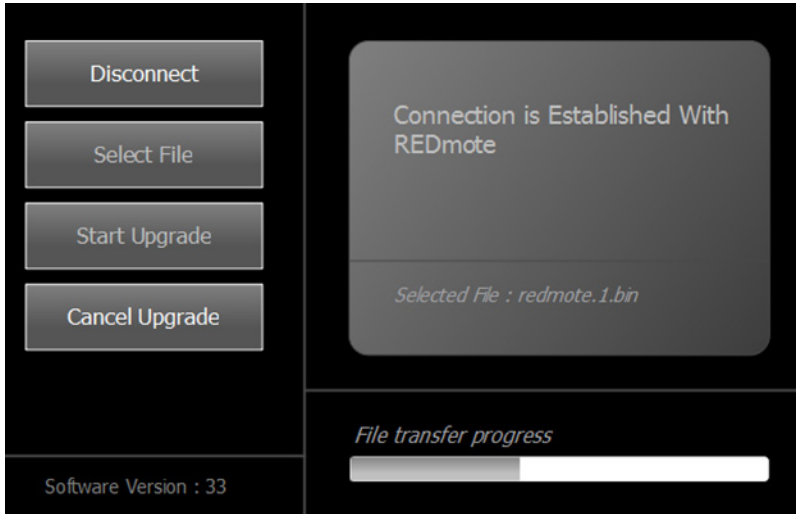 Disconnect
Select File
Start Upgrade
Cancel Upgrade
Software Version : 33
Connection is Established With
REDmote
Selected File : redmote.1.bin
File transfer progress